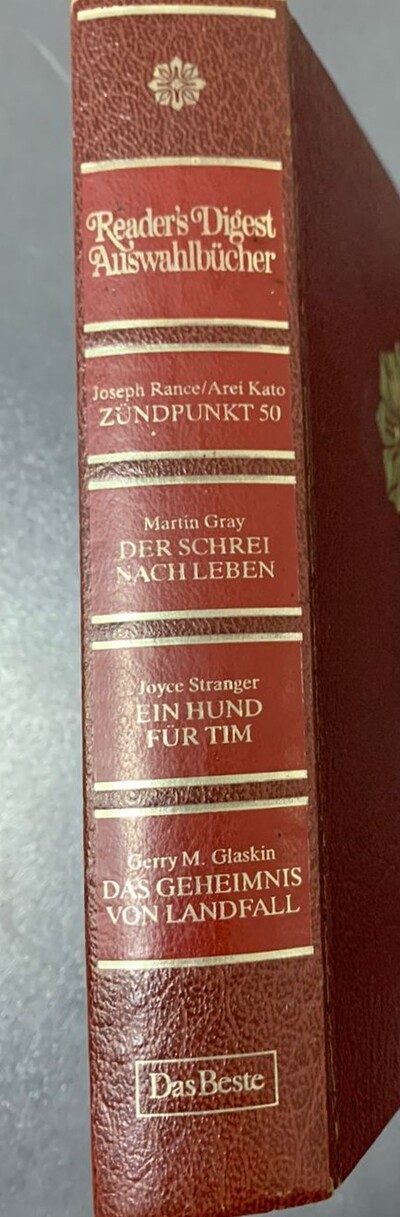 Reader's Digest
Auswahlbücher
Joseph Rance/Arei Kato
ZÜNDPUNKT 50
Martin Gray
DER SCHREI
NACH LEBEN
Joyce Stranger
EIN HUND
FÜR TIM
Gerry M. Glaskin
DAS GEHEIMNIS
VON LANDFALL
Das Beste